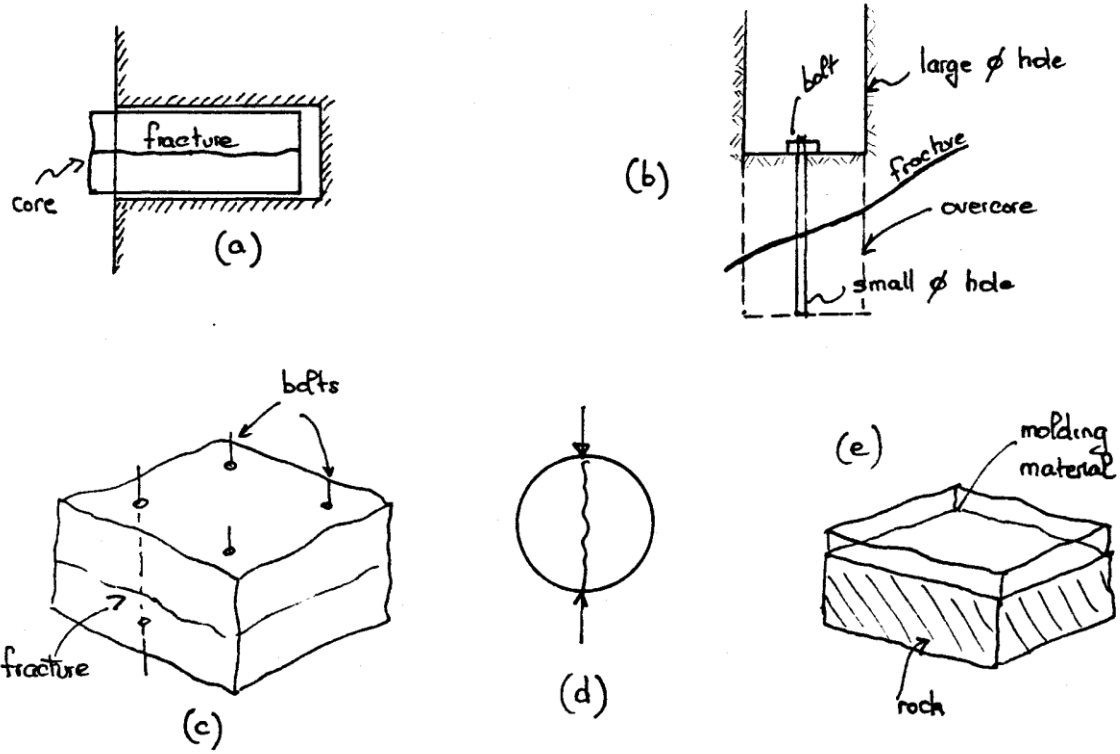 fracture
core
(a)
bolt
large ϕ hole
fracture
(b)
overcore
small ϕ hole
bolts
fracture
(c)
(d)
(e)
molding
material
rock